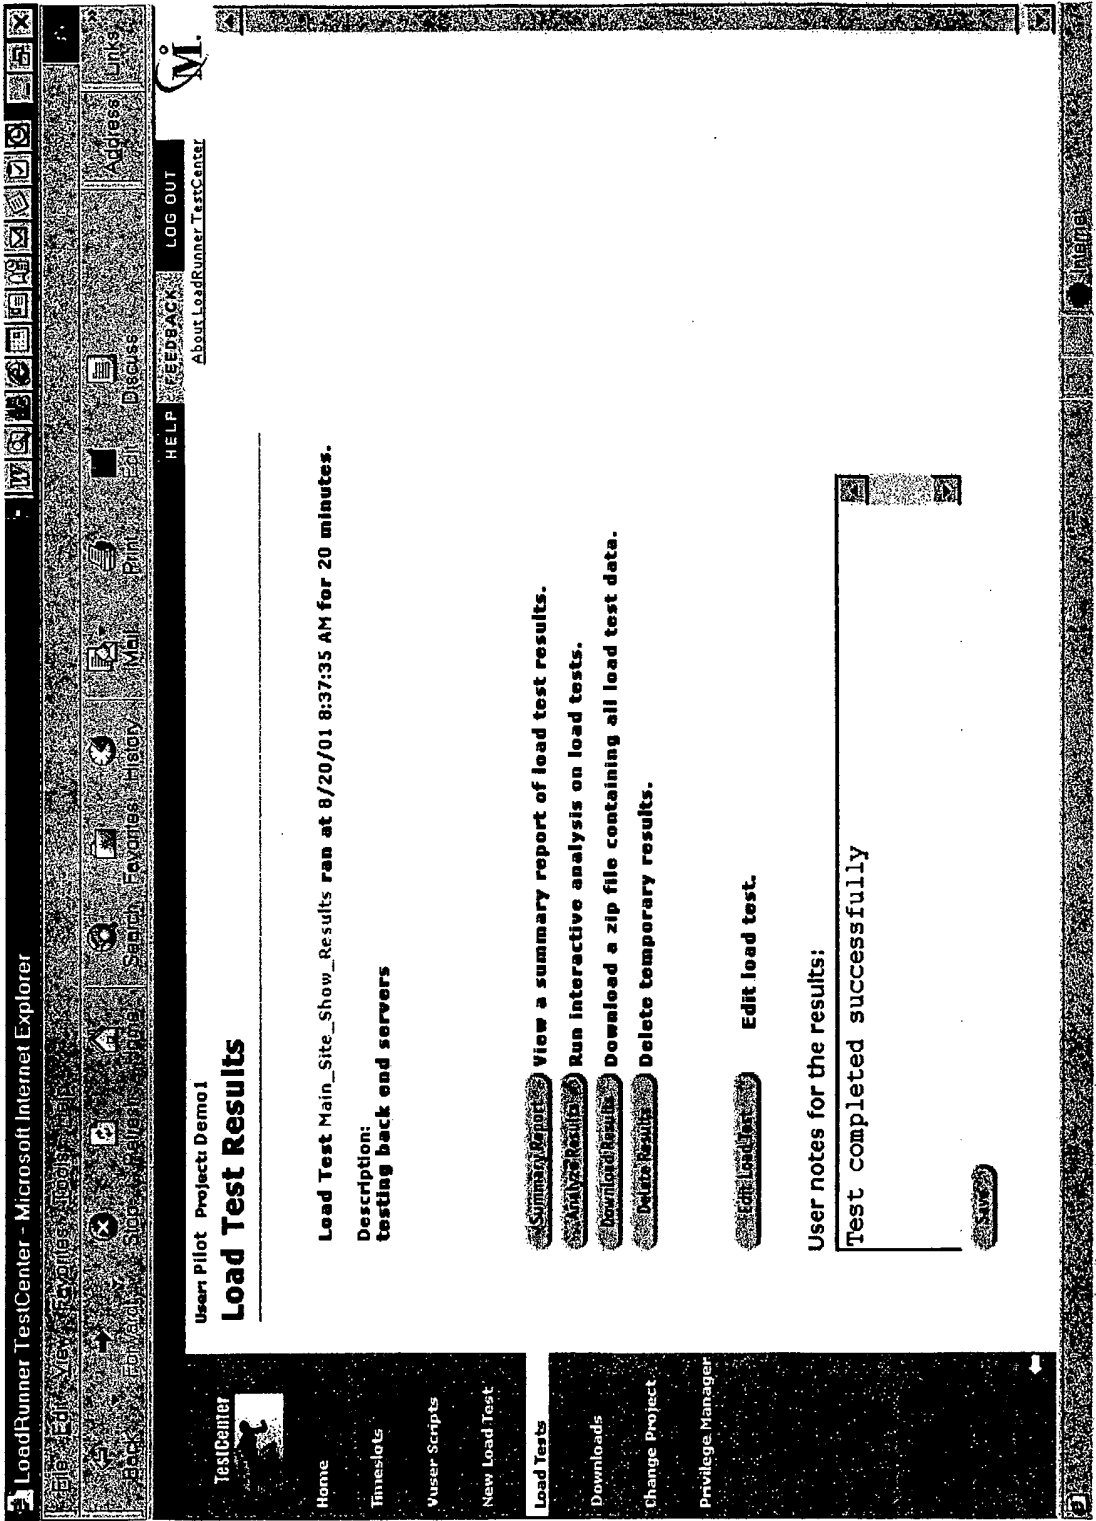 LoadRunner TestCenter - Microsoft Internet Explorer
File Edit View Favorites Tools
Back Forward Stop Refresh Home Search Favorites History Mail Print Edit Discuss Address Links
HELP FEEDBACK LOG OUT
About LoadRunner TestCenter
M.
TestCenter
Home
Timeslots
Vuser Scripts
New Load Test
Load Tests
Downloads
Change Project
Privilege Manager
User: Pilot Project: Demo1
Load Test Results
Load Test Main_Site_Show_Results ran at 8/20/01 8:37:35 AM for 20 minutes.
Description:
testing back end servers
Summary Report View a summary report of load test results.
Analyze Results Run interactive analysis on load tests.
Download Results Download a zip file containing all load test data.
Delete Results Delete temporary results.
Edit Load Test Edit load test.
User notes for the results:
Test completed successfully
Save
Internet